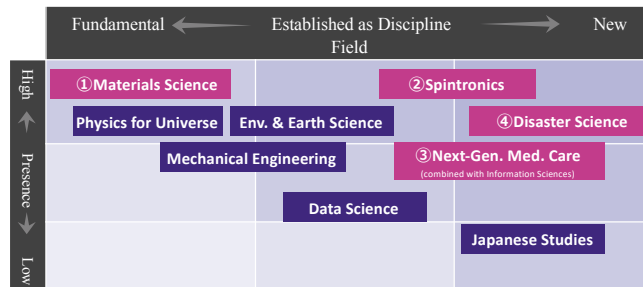 Fundamental Established as Discipline New
Field
High
Presence
Low
①Materials Science ②Spintronics
Physics for Universe Env. & Earth Science ④Disaster Science
Mechanical Engineering ③Next-Gen. Med. Care
(combined with Information Sciences)
Data Science
Japanese Studies